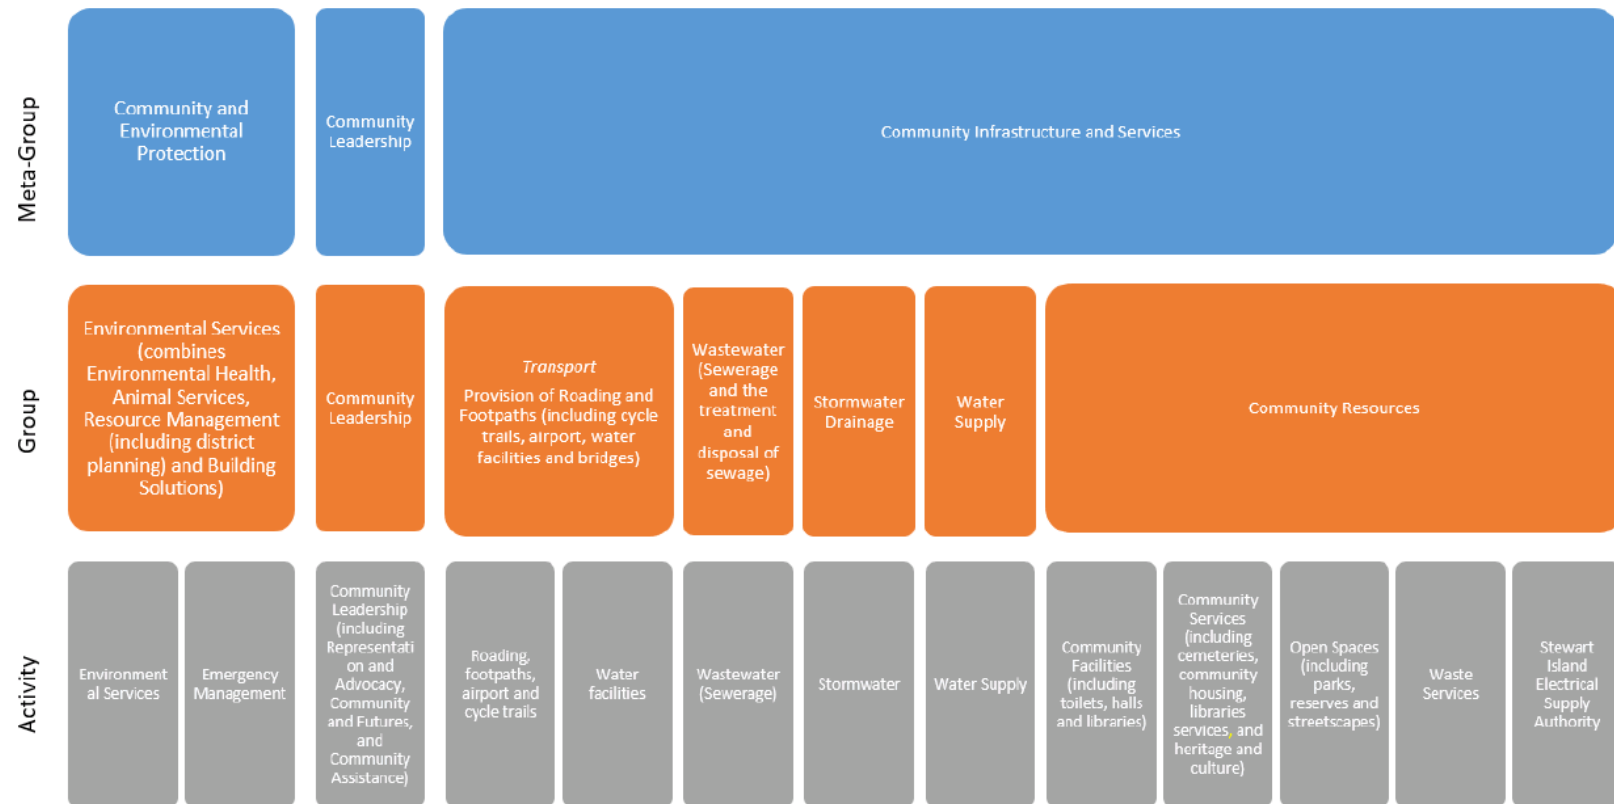 Meta-Group
Community and
Environmental
Protection
Community
Leadership
Community Infrastructure and Services
Group
Environmental Services
(combines
Environmental Health,
Animal Services,
Resource Management
(including district
planning) and Building
Solutions)
Community
Leadership
Transport
Provision of Roading and
Footpaths (including cycle
trails, airport, water
facilities and bridges)
Wastewater
(Sewerage
and the
treatment
and
disposal of
sewage)
Stormwater
Drainage
Water
Supply
Community Resources
Activity
Environment
al Services
Emergency
Management
Community
Leadership
(including
Representati
on and
Advocacy,
Community
and Futures,
and
Community
Assistance)
Roading,
footpaths,
airport and
cycle trails
Water
facilities
Wastewater
(Sewerage)
Stormwater
Water Supply
Community
Facilities
(including
toilets, halls
and libraries)
Community
Services
(including
cemeteries,
community
housing,
libraries
services, and
heritage and
culture)
Open Spaces
(including
parks,
reserves and
streetscapes)
Waste
Services
Stewart
Island
Electrical
Supply
Authority